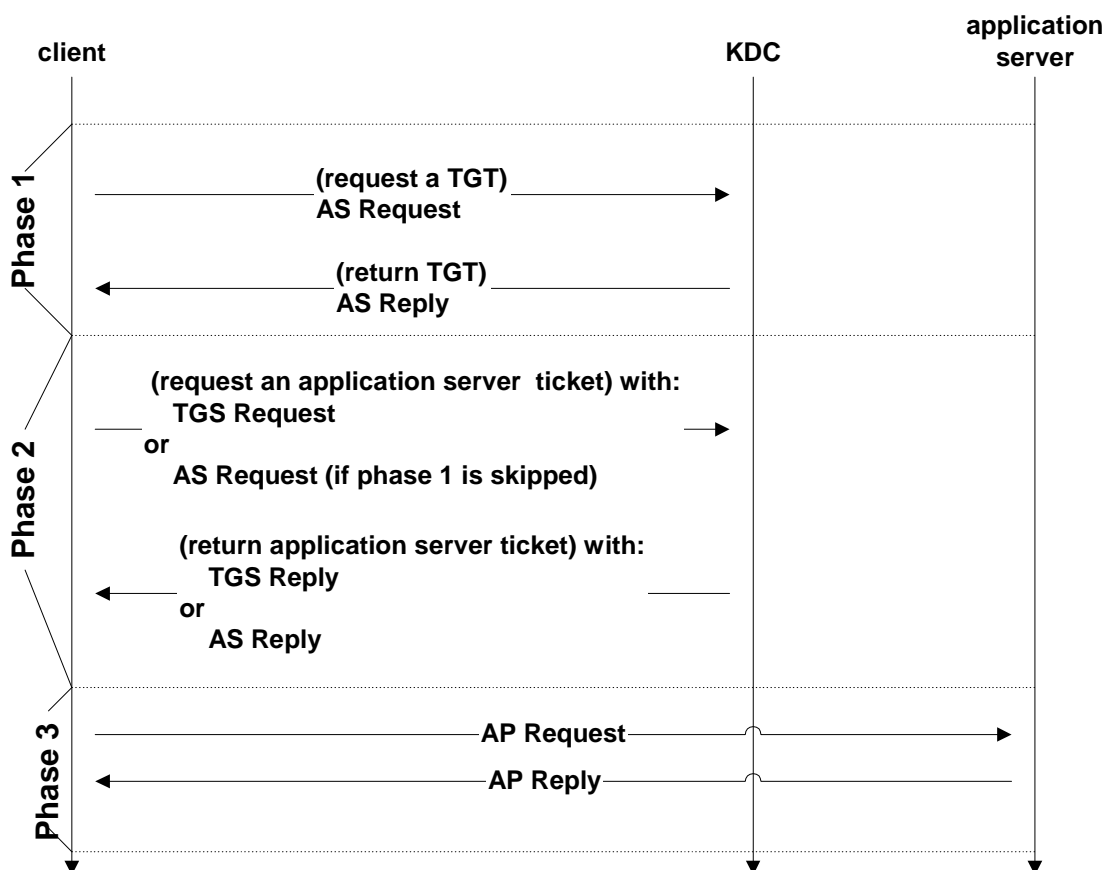 client
KDC
application
server
Phase 1
(request a TGT)
AS Request
(return TGT)
AS Reply
Phase 2
(request an application server ticket) with:
TGS Request
or
AS Request (if phase 1 is skipped)
(return application server ticket) with:
TGS Reply
or
AS Reply
Phase 3
AP Request
AP Reply